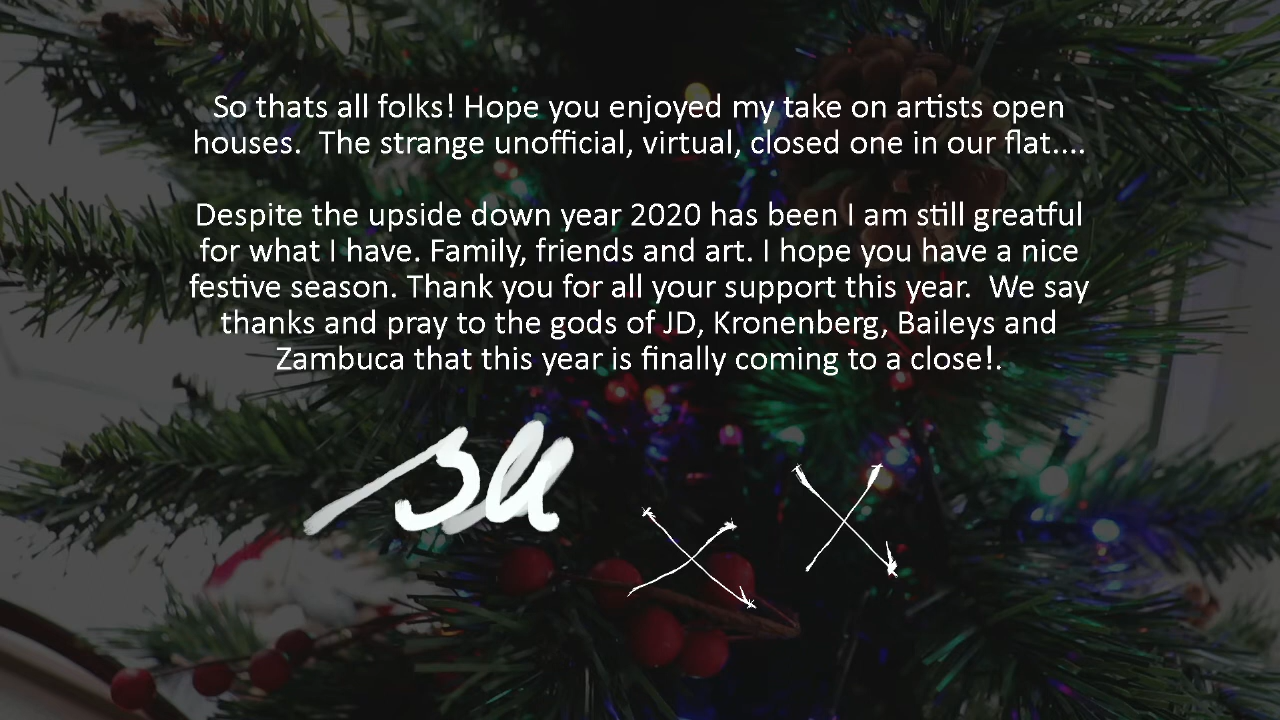 So thats all folks! Hope you enjoyed my take on artists open
houses.  The strange unofficial, virtual, closed one in our flat....
Despite the upside down year 2020 has been I am still greatful
for what I have. Family, friends and art. I hope you have a nice
festive season. Thank you for all your support this year.  We say
thanks and pray to the gods of JD, Kronenberg, Baileys and
Zambuca that this year is finally coming to a close!.
Su
X X